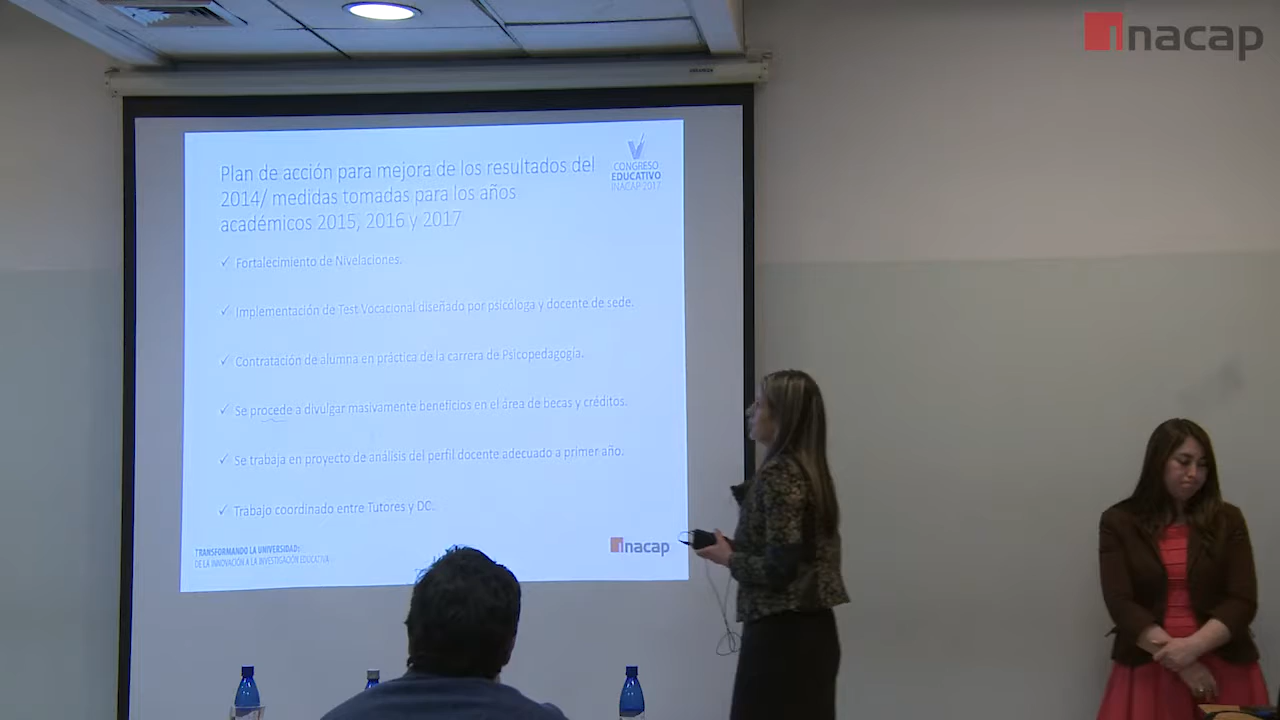 inacap
CONGRESO
EDUCATIVO
INACAP 2017
Plan de acción para mejora de los resultados del
2014/ medidas tomadas para los años
académicos 2015, 2016 y 2017
✓ Fortalecimiento de Nivelaciones.
✓ Implementación de Test Vocacional diseñado por psicóloga y docente de sede.
✓ Contratación de alumna en práctica de la carrera de Psicopedagogía.
✓ Se procede a divulgar masivamente beneficios en el área de becas y créditos.
✓ Se trabaja en proyecto de análisis del perfil docente adecuado a primer año.
✓ Trabajo coordinado entre Tutores y DC.
TRANSFORMANDO LA UNIVERSIDAD:
DE LA INNOVACIÓN A LA INVESTIGACIÓN EDUCATIVA
inacap